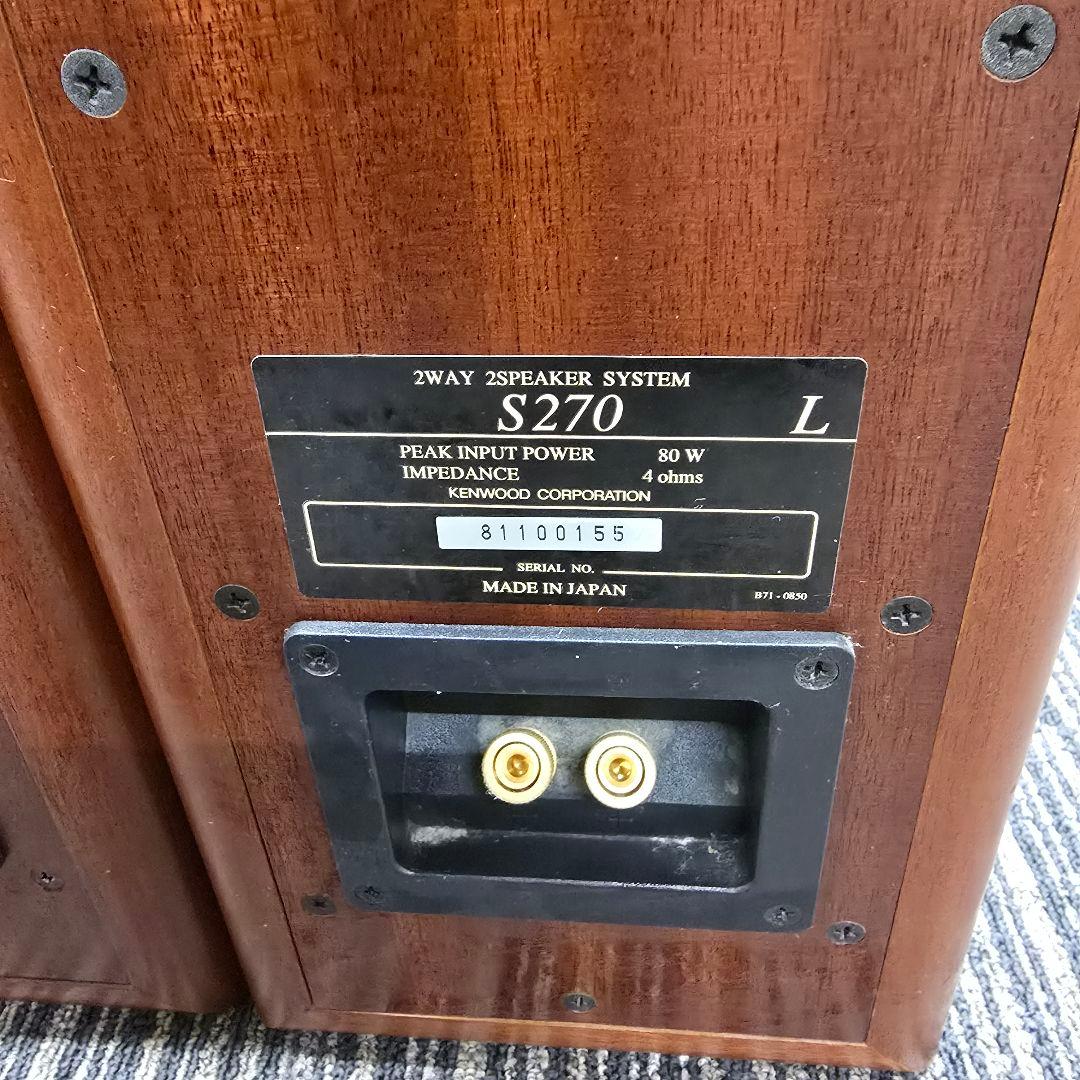 2WAY 2SPEAKER SYSTEM
S270 L
PEAK INPUT POWER 80 W
IMPEDANCE 4 ohms
KENWOOD CORPORATION
81100155
SERIAL NO.
MADE IN JAPAN
B71-0850